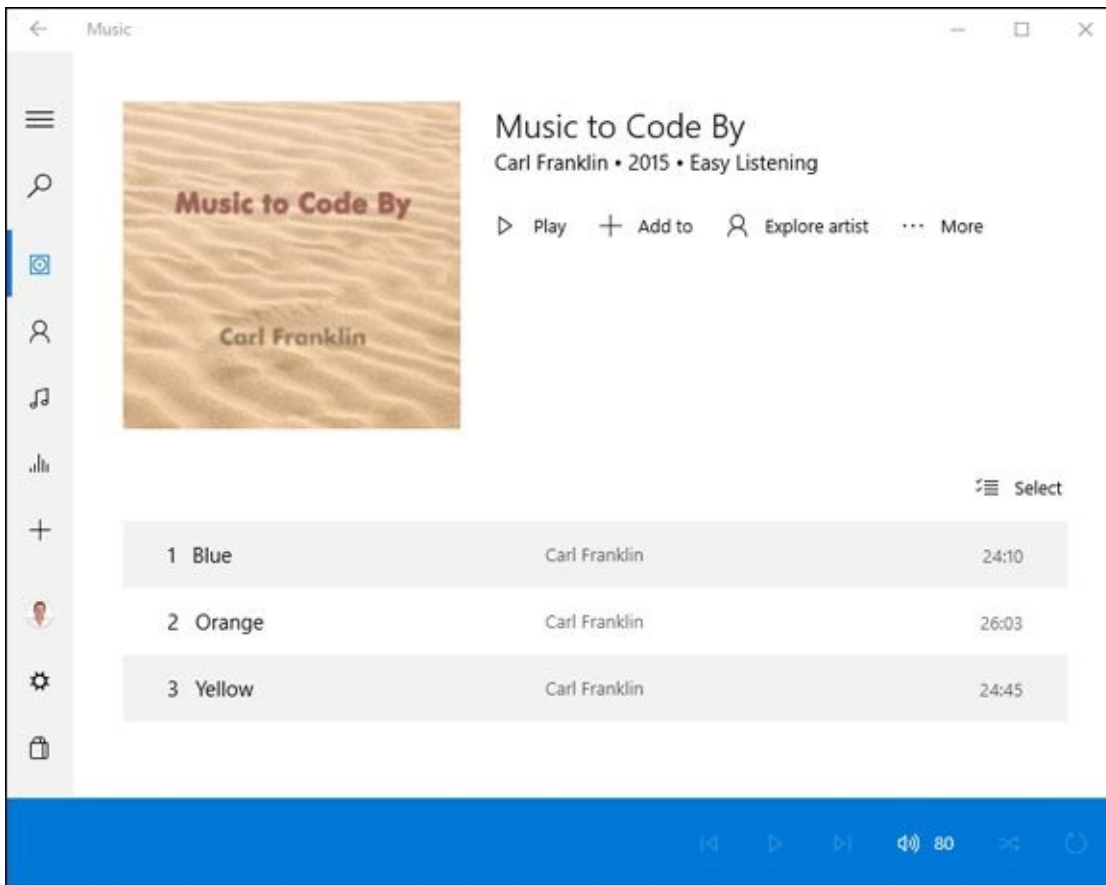 Music
Music to Code By
Carl Franklin
Music to Code By
Carl Franklin • 2015 • Easy Listening
Play Add to Explore artist ··· More
Select
1 Blue Carl Franklin 24:10
2 Orange Carl Franklin 26:03
3 Yellow Carl Franklin 24:45
80